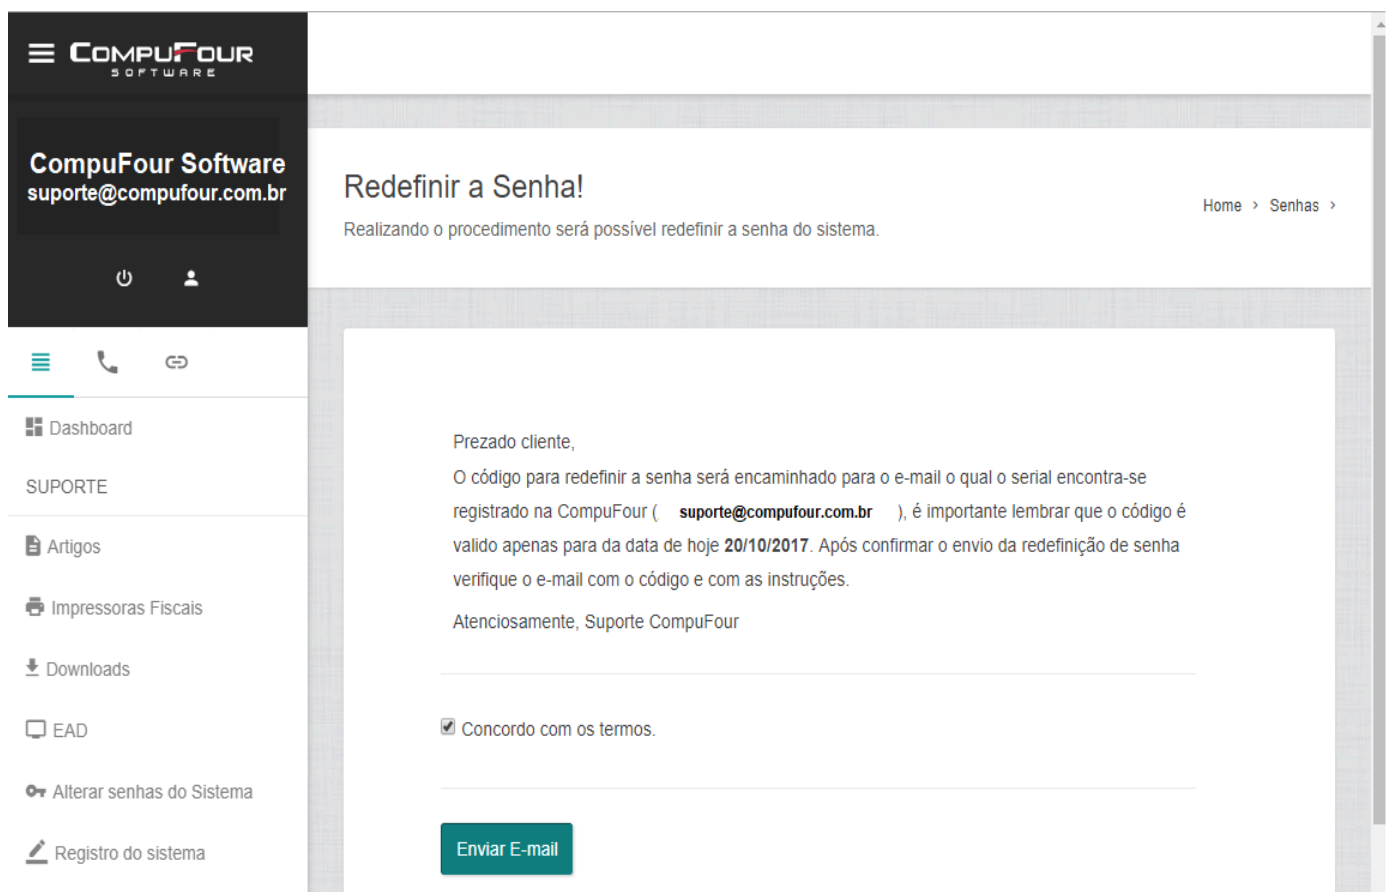 COMPUFOUR
SOFTWARE
CompuFour Software
suporte@compufour.com.br
Dashboard
SUPORTE
Artigos
Impressoras Fiscais
Downloads
EAD
Alterar senhas do Sistema
Registro do sistema
Redefinir a Senha!
Realizando o procedimento será possível redefinir a senha do sistema.
Home > Senhas >
Prezado cliente,
O código para redefinir a senha será encaminhado para o e-mail o qual o serial encontra-se
registrado na CompuFour ( suporte@compufour.com.br ), é importante lembrar que o código é
valido apenas para da data de hoje 20/10/2017. Após confirmar o envio da redefinição de senha
verifique o e-mail com o código e com as instruções.
Atenciosamente, Suporte CompuFour
Concordo com os termos.
Enviar E-mail